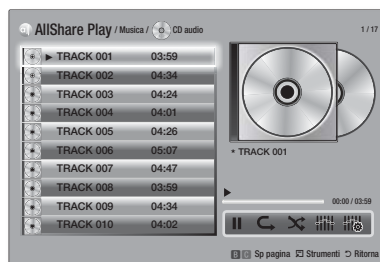 AllShare Play / Musica / CD audio 1 / 17
TRACK 001 03:59
TRACK 002 04:34
TRACK 003 04:24
TRACK 004 04:01
TRACK 005 04:26
TRACK 006 05:07
TRACK 007 04:47
TRACK 008 03:59
TRACK 009 04:34
TRACK 010 04:02
* TRACK 001
00:00 / 03:59
B C Sp pagina Strumenti Ritorna